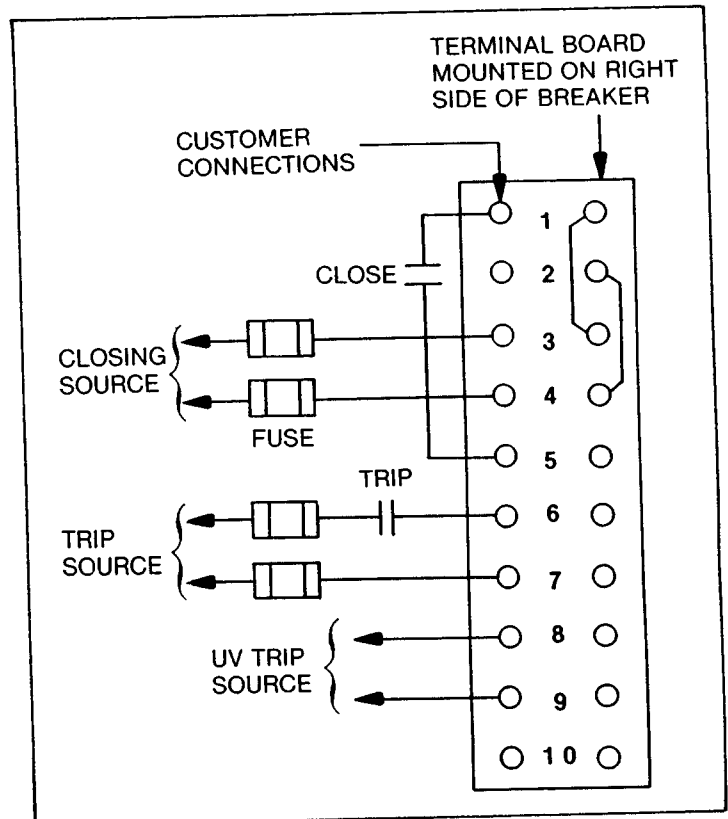 TERMINAL BOARD
MOUNTED ON RIGHT
SIDE OF BREAKER
CUSTOMER
CONNECTIONS
1
CLOSE
2
CLOSING
SOURCE
3
4
FUSE
5
TRIP
6
TRIP
SOURCE
7
8
UV TRIP
SOURCE
9
10